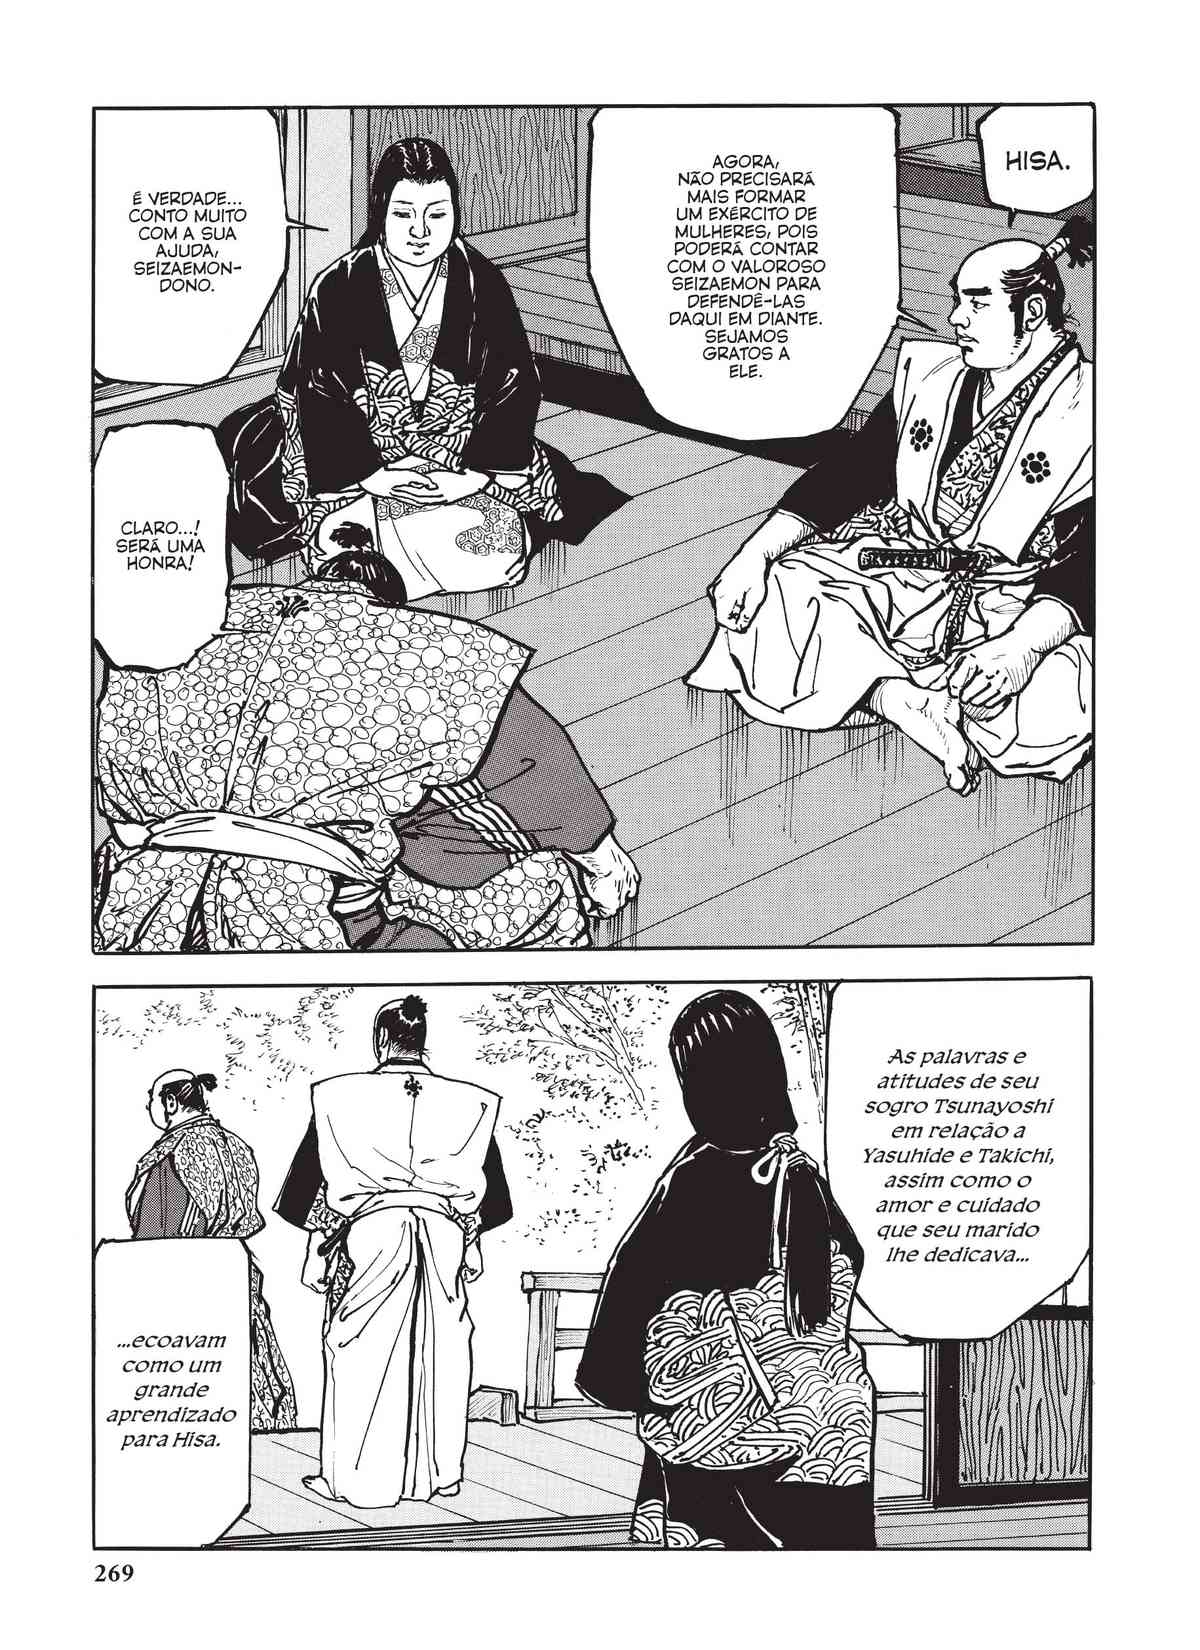 HISA.
AGORA,
NÃO PRECISARÁ
MAIS FORMAR
UM EXÉRCITO DE
MULHERES, POIS
PODERÁ CONTAR
COM O VALOROSO
SEIZAEMON PARA
DEFENDÊ-LAS
DAQUI EM DIANTE.
SEJAMOS
GRATOS A
ELE.
É VERDADE...
CONTO MUITO
COM A SUA
AJUDA,
SEIZAEMON-
DONO.
CLARO...!
SERÁ UMA
HONRA!
As palavras e
atitudes de seu
sogro Tsunayoshi
em relação a
Yasuhide e Takichi,
assim como o
amor e cuidado
que seu marido
lhe dedicava...
...ecoavam
como um
grande
aprendizado
para Hisa.
269